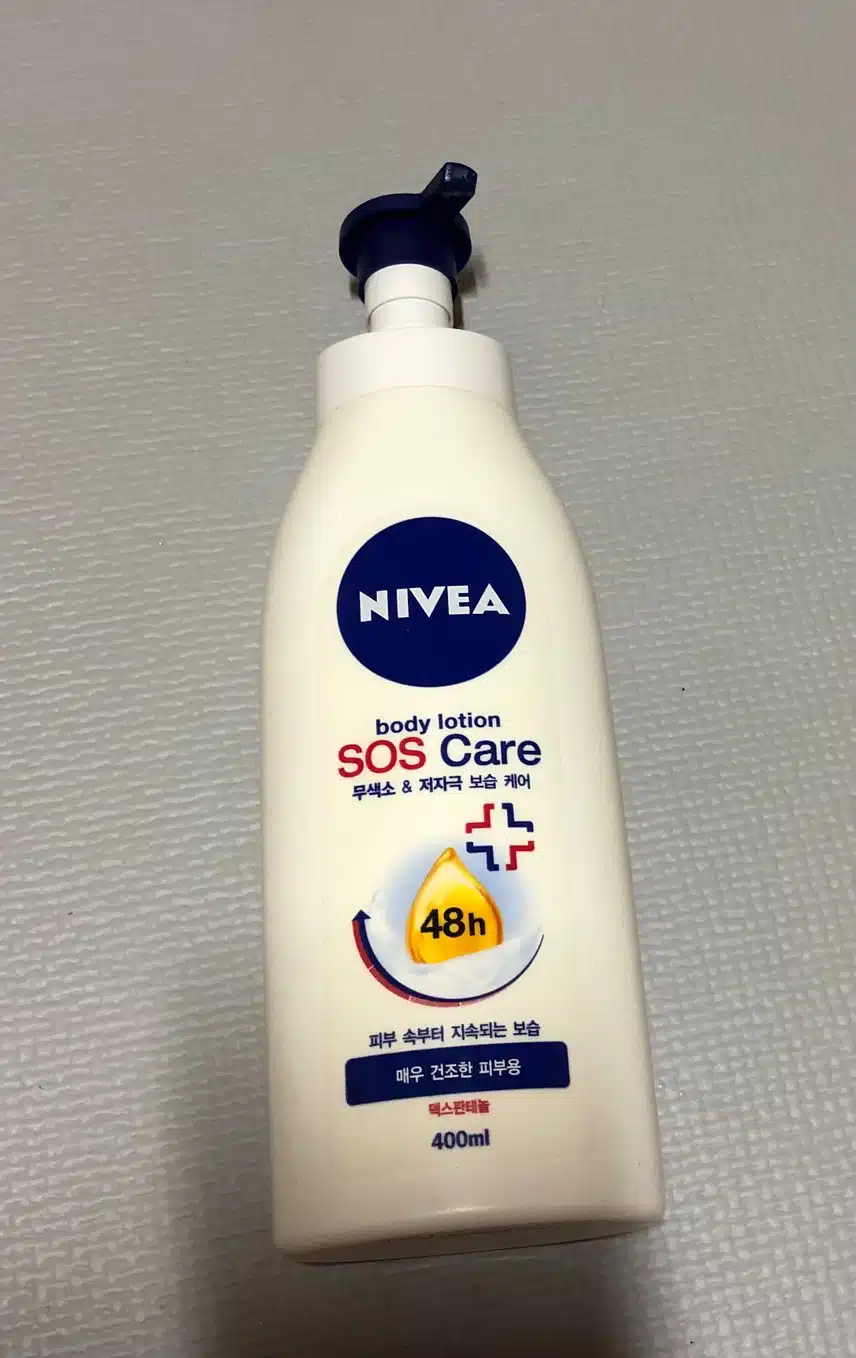 NIVEA
body lotion
SOS Care
무색소 & 저자극 보습 케어
48h
피부 속부터 지속되는 보습
매우 건조한 피부용
덱스판테놀
400ml